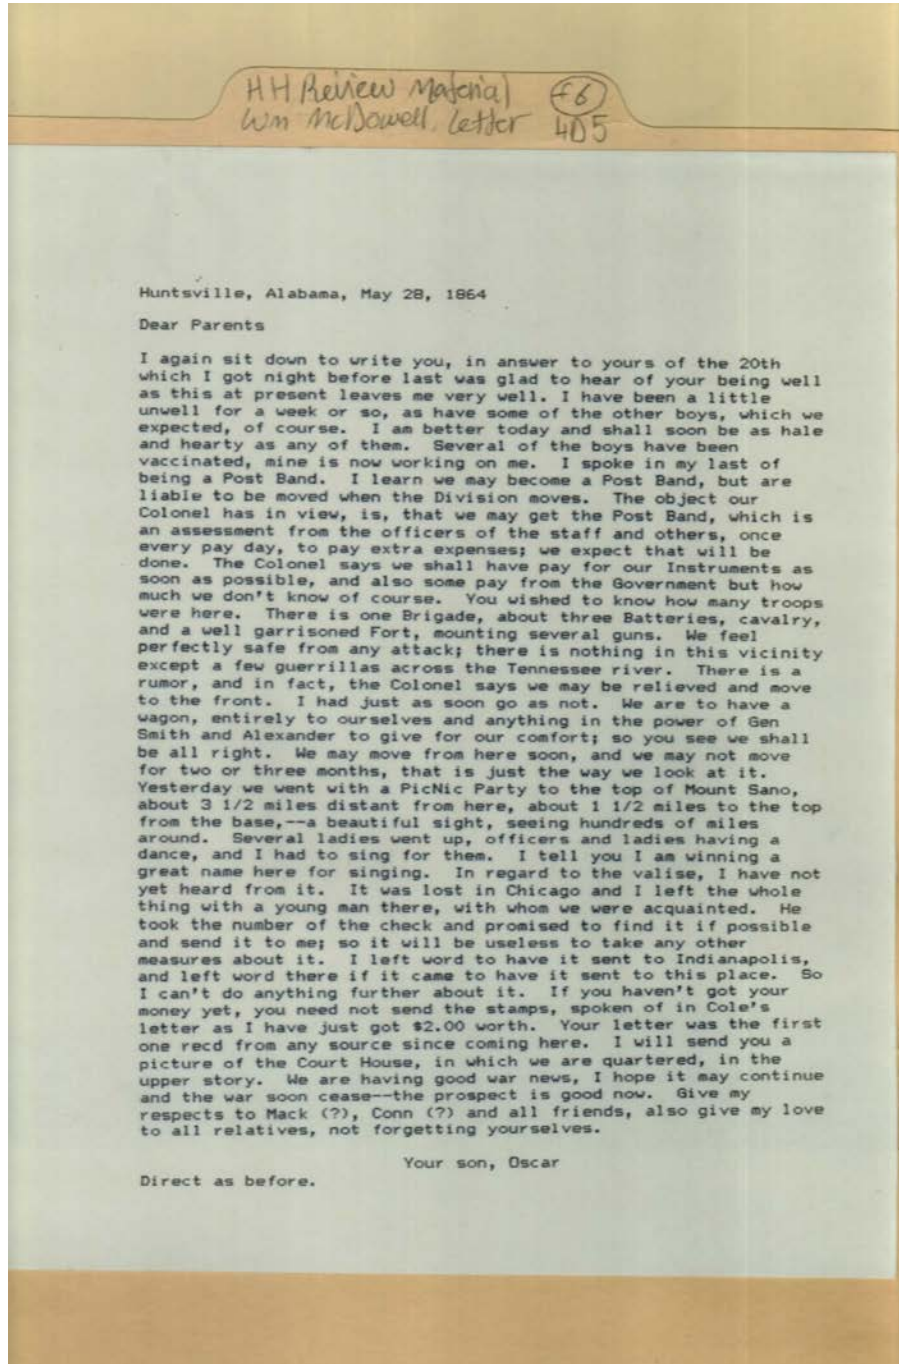 HH Review Material f6
Wm McDowell Letter 4D5
Huntsville, Alabama, May 28, 1864
Dear Parents
I again sit down to write you, in answer to yours of the 20th
which I got night before last was glad to hear of your being well
as this at present leaves me very well. I have been a little
unwell for a week or so, as have some of the other boys, which we
expected, of course.  I am better today and shall soon be as hale
and hearty as any of them.  Several of the boys have been
vaccinated, mine is now working on me.  I spoke in my last of
being a Post Band.  I learn we may become a Post Band, but are
liable to be moved when the Division moves.  The object our
Colonel has in view, is, that we may get the Post Band, which is
an assessment from the officers of the staff and others, once
every pay day, to pay extra expenses; we expect that will be
done.  The Colonel says we shall have pay for our Instruments as
soon as possible, and also some pay from the Government but how
much we don't know of course.  You wished to know how many troops
were here.  There is one Brigade, about three Batteries, cavalry,
and a well garrisoned Fort, mounting several guns.  We feel
perfectly safe from any attack; there is nothing in this vicinity
except a few guerrillas across the Tennessee river.  There is a
rumor, and in fact, the Colonel says we may be relieved and move
to the front.  I had just as soon go as not.  We are to have a
wagon, entirely to ourselves and anything in the power of Gen
Smith and Alexander to give for our comfort; so you see we shall
be all right.  We may move from here soon, and we may not move
for two or three months, that is just the way we look at it.
Yesterday we went with a PicNic Party to the top of Mount Sano,
about 3 1/2 miles distant from here, about 1 1/2 miles to the top
from the base,--a beautiful sight, seeing hundreds of miles
around.  Several ladies went up, officers and ladies having a
dance, and I had to sing for them.  I tell you I am winning a
great name here for singing.  In regard to the valise, I have not
yet heard from it.  It was lost in Chicago and I left the whole
thing with a young man there, with whom we were acquainted.  He
took the number of the check and promised to find it if possible
and send it to me; so it will be useless to take any other
measures about it.  I left word to have it sent to Indianapolis,
and left word there if it came to have it sent to this place.  So
I can't do anything further about it.  If you haven't got your
money yet, you need not send the stamps, spoken of in Cole's
letter as I have just got $2.00 worth.  Your letter was the first
one recd from any source since coming here.  I will send you a
picture of the Court House, in which we are quartered, in the
upper story.  We are having good war news, I hope it may continue
and the war soon cease--the prospect is good now.  Give my
respects to Mack (?), Conn (?) and all friends, also give my love
to all relatives, not forgetting yourselves.
Your son, Oscar
Direct as before.